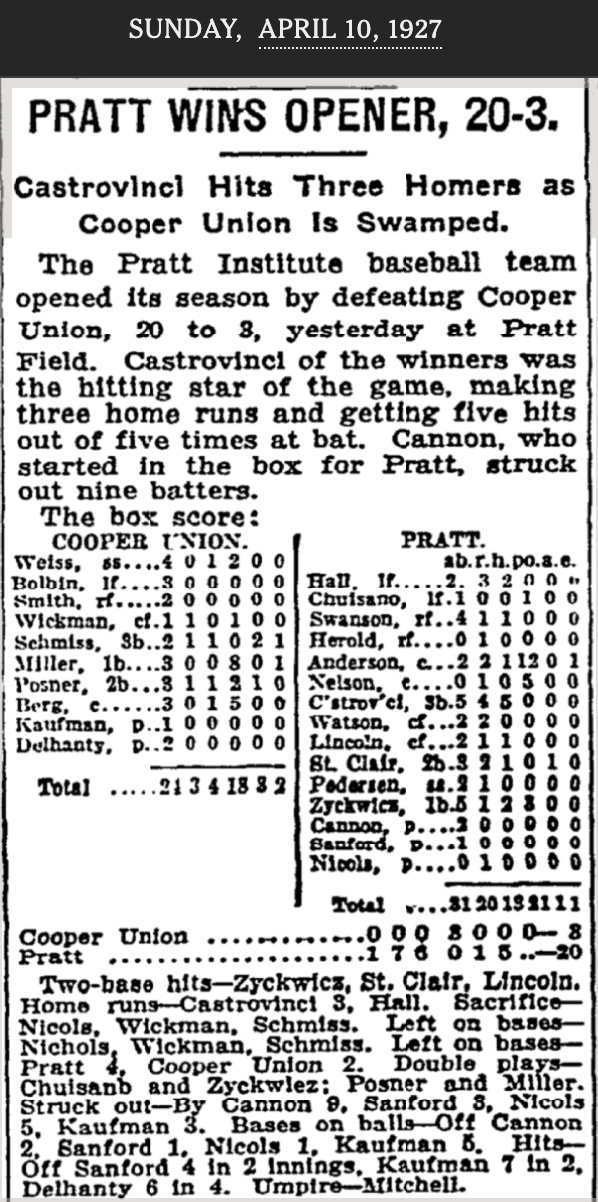 SUNDAY, APRIL 10, 1927
PRATT WINS OPENER, 20-3.
Castrovinci Hits Three Homers as
Cooper Union Is Swamped.
The Pratt Institute baseball team
opened its season by defeating Cooper
Union, 20 to 3, yesterday at Pratt
Field. Castrovinci of the winners was
the hitting star of the game, making
three home runs and getting five hits
out of five times at bat. Cannon, who
started in the box for Pratt, struck
out nine batters.
The box score:
COOPER UNION.
Weiss, ss....4 0 1 2 0 0
Bolbin, lf....3 0 0 0 0 0
Smith, rf.....2 0 0 0 0 0
Wickman, cf.1 1 0 1 0 0
Schmiss, 3b..2 1 1 0 2 1
Miller, 1b....3 0 0 8 0 1
Posner, 2b...3 1 1 2 1 0
Berg, c......3 0 1 5 0 0
Kaufman, p..1 0 0 0 0 0
Delhanty, p..2 0 0 0 0 0
Total .....24 3 4 18 3 2
PRATT.
ab.r.h.po.a.e.
Hall, lf.....2. 3 2 0 0 0
Chuisano, lf.1 0 0 1 0 0
Swanson, rf..4 1 1 0 0 0
Herold, rf....0 1 0 0 0 0
Anderson, c...2 2 1 12 0 1
Nelson, c....0 1 0 5 0 0
C'strov'ci, 3b.5 4 5 0 0 0
Watson, cf...2 2 0 0 0 0
Lincoln, cf...2 1 1 0 0 0
St. Clair, 2b.3 2 1 0 1 0
Pedersen, ss.2 1 0 0 0 0
Zyckwicz, 1b.5 1 2 3 0 0
Cannon, p....2 0 0 0 0 0
Sanford, p...1 0 0 0 0 0
Nicols, p....0 1 0 0 0 0
Total .....31 20 13 21 1 1
Cooper Union ..............0 0 0 3 0 0 0— 3
Pratt ......................1 7 6 0 1 5 ..—20
Two-base hits—Zyckwicz, St. Clair, Lincoln.
Home runs—Castrovinci 3, Hall. Sacrifice—
Nicols, Wickman, Schmiss. Left on bases—
Nichols, Wickman, Schmiss. Left on bases—
Pratt 4, Cooper Union 2. Double plays—
Chuisanb and Zyckwiez; Posner and Miller.
Struck out—By Cannon 9, Sanford 3, Nicols
5, Kaufman 3. Bases on balls—Off Cannon
2, Sanford 1, Nicols 1, Kaufman 5. Hits—
Off Sanford 4 in 2 innings, Kaufman 7 in 2,
Delhanty 6 in 4. Umpire—Mitchell.